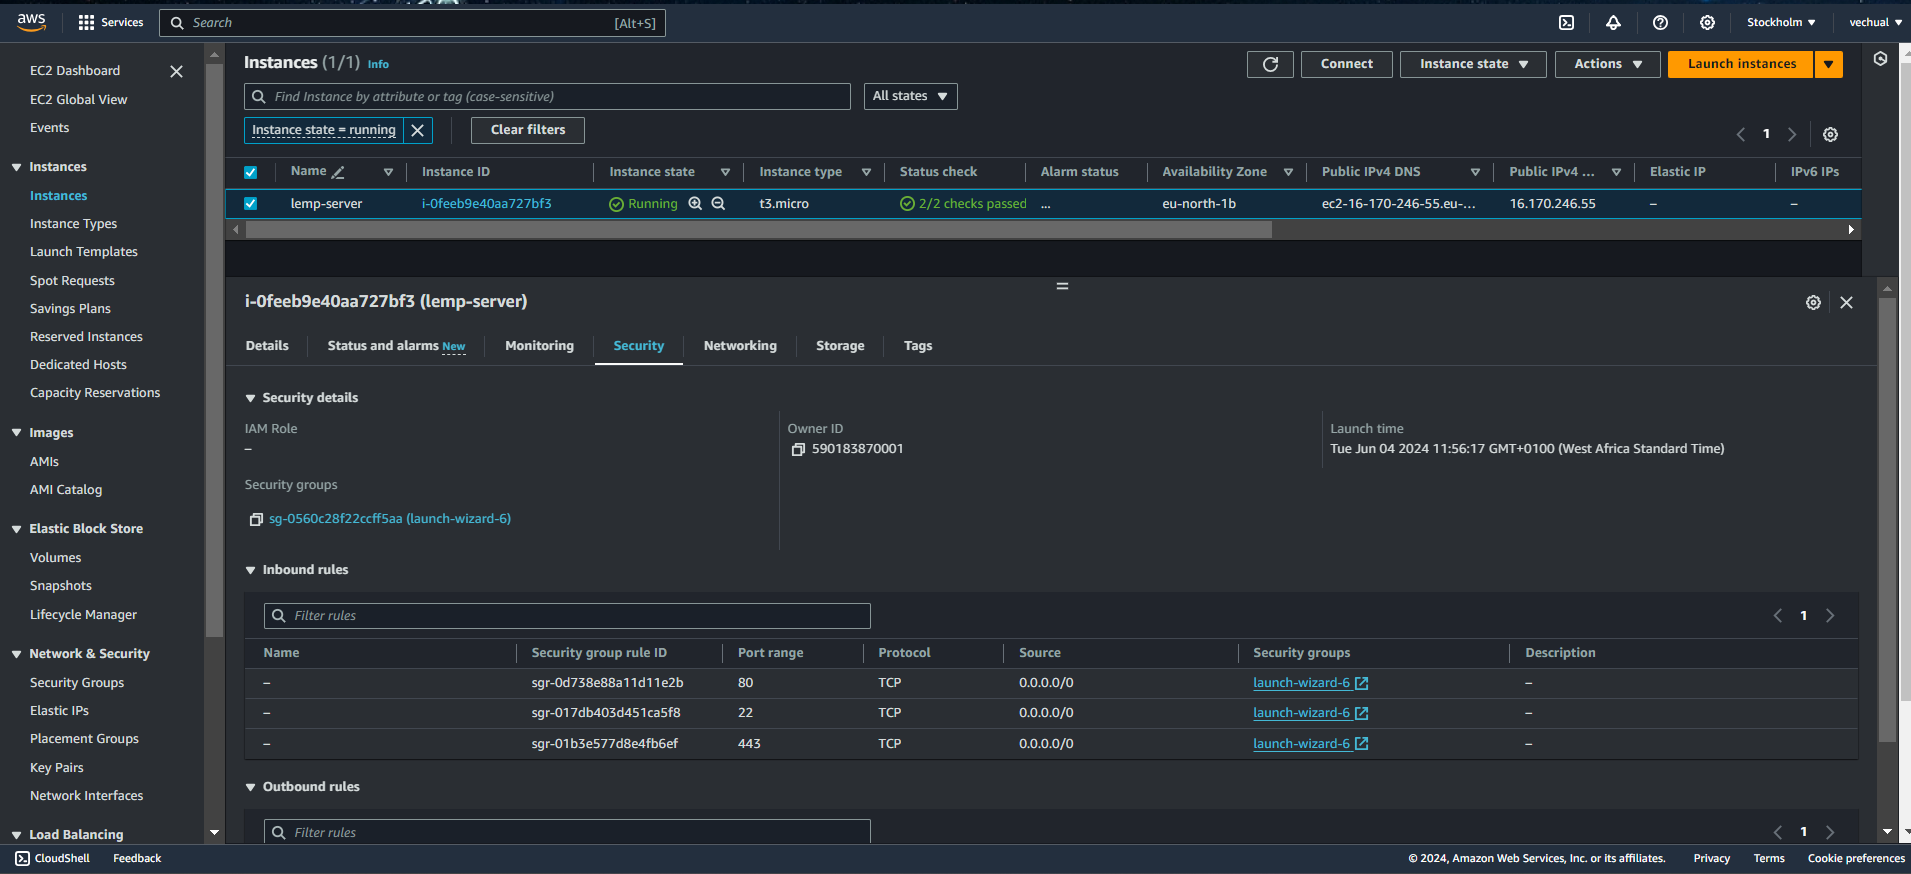 aws Services Search [Alt+S] Stockholm ▼ vechual ▼
EC2 Dashboard
EC2 Global View
Events
Instances
Instances
Instance Types
Launch Templates
Spot Requests
Savings Plans
Reserved Instances
Dedicated Hosts
Capacity Reservations
Images
AMIs
AMI Catalog
Elastic Block Store
Volumes
Snapshots
Lifecycle Manager
Network & Security
Security Groups
Elastic IPs
Placement Groups
Key Pairs
Network Interfaces
Load Balancing
Instances (1/1) Info Connect Instance state ▼ Actions ▼ Launch instances ▼
Find Instance by attribute or tag (case-sensitive) All states ▼
Instance state = running Clear filters 1
Name Instance ID Instance state Instance type Status check Alarm status Availability Zone Public IPv4 DNS Public IPv4 ... Elastic IP IPv6 IPs
lemp-server i-0feeb9e40aa727bf3 Running t3.micro 2/2 checks passed ... eu-north-1b ec2-16-170-246-55.eu-... 16.170.246.55 – –
i-0feeb9e40aa727bf3 (lemp-server)
Details Status and alarms New Monitoring Security Networking Storage Tags
Security details
IAM Role Owner ID Launch time
– 590183870001 Tue Jun 04 2024 11:56:17 GMT+0100 (West Africa Standard Time)
Security groups
sg-0560c28f22ccff5aa (launch-wizard-6)
Inbound rules
Filter rules 1
Name Security group rule ID Port range Protocol Source Security groups Description
– sgr-0d738e88a11d11e2b 80 TCP 0.0.0.0/0 launch-wizard-6 –
– sgr-017db403d451ca5f8 22 TCP 0.0.0.0/0 launch-wizard-6 –
– sgr-01b3e577d8e4fb6ef 443 TCP 0.0.0.0/0 launch-wizard-6 –
Outbound rules
Filter rules 1
CloudShell Feedback © 2024, Amazon Web Services, Inc. or its affiliates. Privacy Terms Cookie preferences